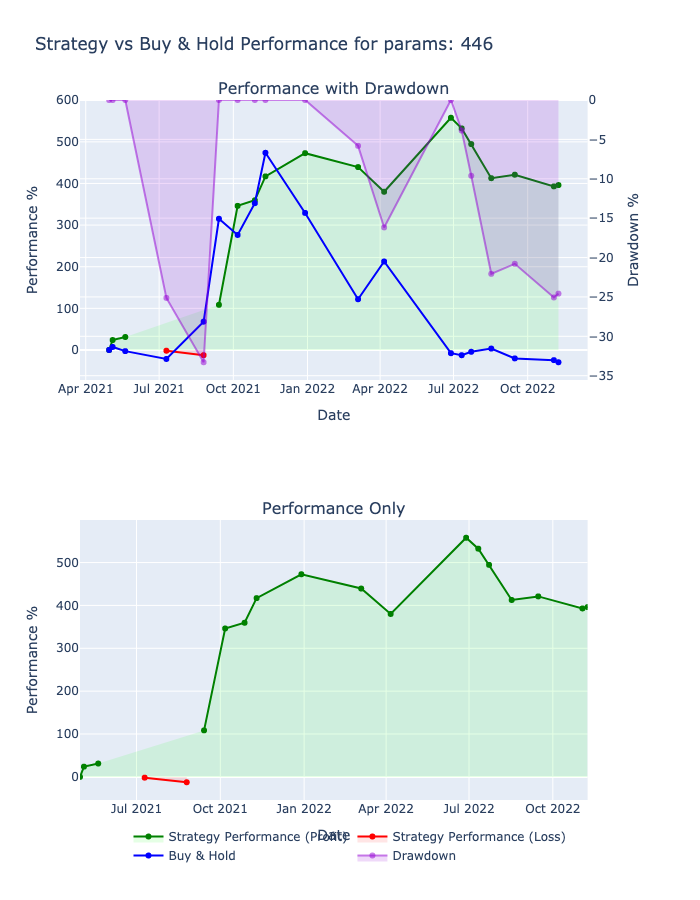 Strategy vs Buy & Hold Performance for params: 446
Performance with Drawdown
600
500
400
300
200
100
0
Performance %
0
−5
−10
−15
−20
−25
−30
−35
Drawdown %
Apr 2021 Jul 2021 Oct 2021 Jan 2022 Apr 2022 Jul 2022 Oct 2022
Date
Performance Only
500
400
300
200
100
0
Performance %
Jul 2021 Oct 2021 Jan 2022 Apr 2022 Jul 2022 Oct 2022
Date
Strategy Performance (Profit) Strategy Performance (Loss)
Buy & Hold Drawdown